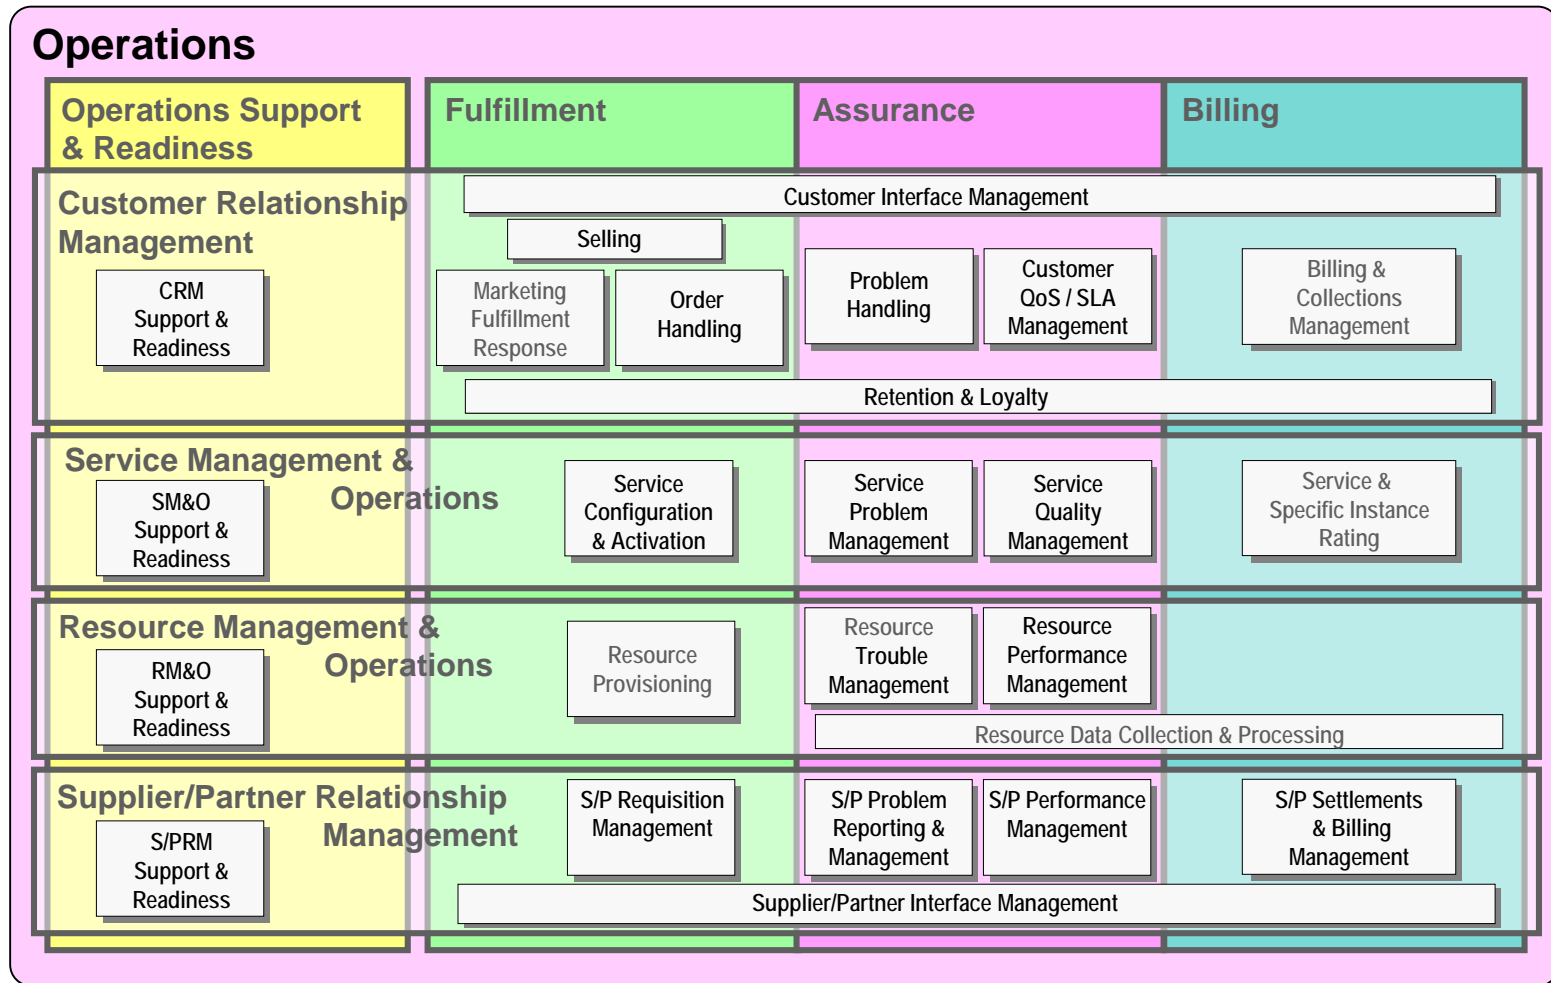 Operations
Operations Support
& Readiness
Fulfillment
Assurance
Billing
Customer Relationship
Management
Customer Interface Management
Selling
CRM
Support &
Readiness
Marketing
Fulfillment
Response
Order
Handling
Problem
Handling
Customer
QoS / SLA
Management
Billing &
Collections
Management
Retention & Loyalty
Service Management &
Operations
SM&O
Support &
Readiness
Service
Configuration
& Activation
Service
Problem
Management
Service
Quality
Management
Service &
Specific Instance
Rating
Resource Management &
Operations
RM&O
Support &
Readiness
Resource
Provisioning
Resource
Trouble
Management
Resource
Performance
Management
Resource Data Collection & Processing
Supplier/Partner Relationship
Management
S/PRM
Support &
Readiness
S/P Requisition
Management
S/P Problem
Reporting &
Management
S/P Performance
Management
S/P Settlements
& Billing
Management
Supplier/Partner Interface Management